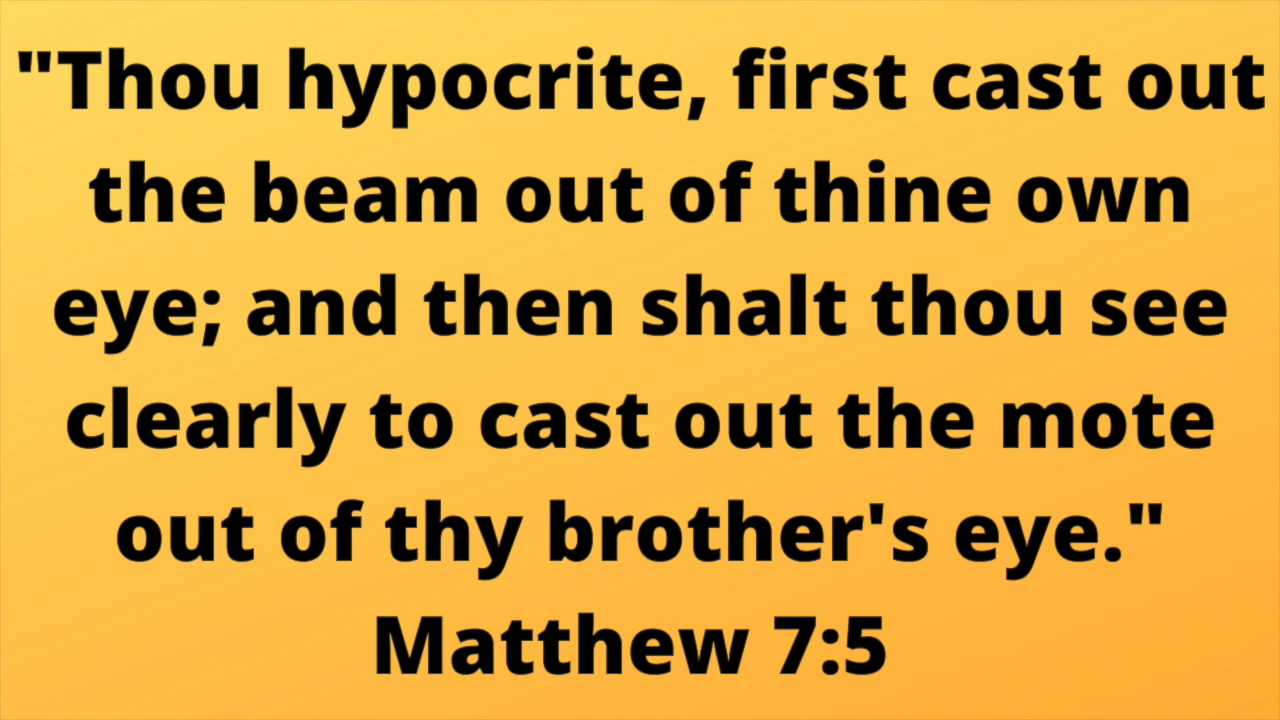 "Thou hypocrite, first cast out
the beam out of thine own
eye; and then shalt thou see
clearly to cast out the mote
out of thy brother's eye."
Matthew 7:5